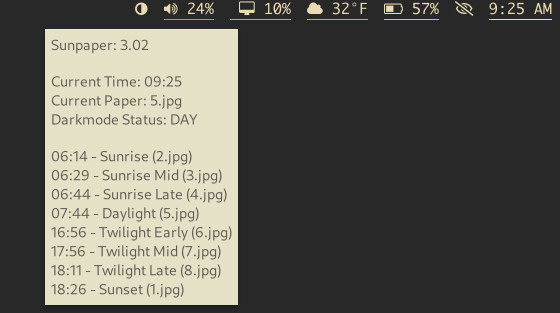 24% 10% 32°F 57% 9:25 AM
Sunpaper: 3.02
Current Time: 09:25
Current Paper: 5.jpg
Darkmode Status: DAY
06:14 - Sunrise (2.jpg)
06:29 - Sunrise Mid (3.jpg)
06:44 - Sunrise Late (4.jpg)
07:44 - Daylight (5.jpg)
16:56 - Twilight Early (6.jpg)
17:56 - Twilight Mid (7.jpg)
18:11 - Twilight Late (8.jpg)
18:26 - Sunset (1.jpg)